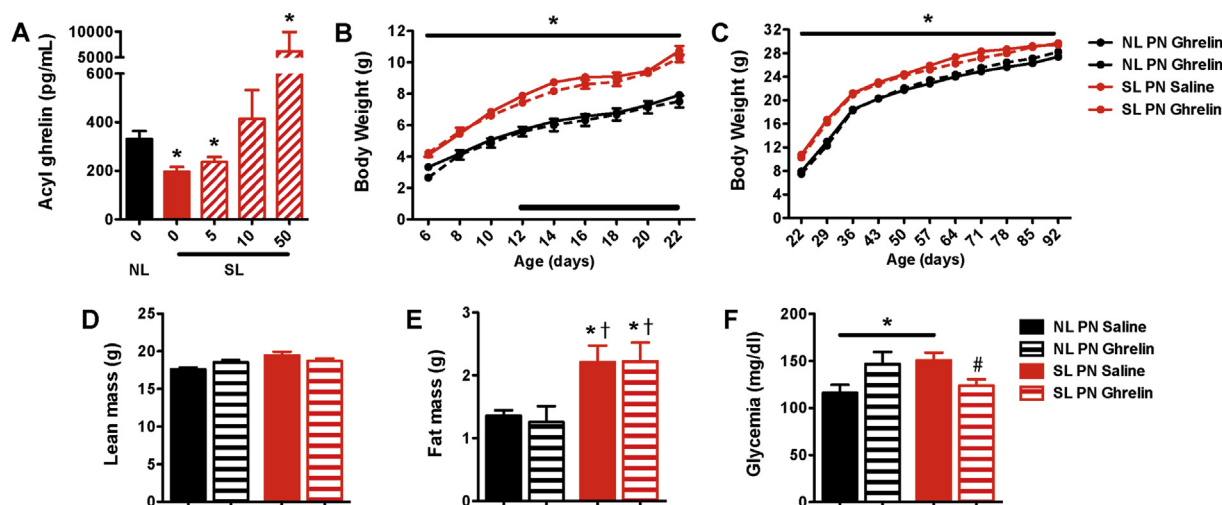 A
Acyl ghrelin (pg/mL)
10000
5000
600
400
200
0
*
*
*
0
0
5
10
50
NL
SL
B
Body Weight (g)
12
10
8
6
4
2
0
*
6
8
10
12
14
16
18
20
22
Age (days)
C
Body Weight (g)
32
28
24
20
16
12
8
4
0
*
22
29
36
43
50
57
64
71
78
85
92
Age (days)
NL PN Ghrelin
NL PN Ghrelin
SL PN Saline
SL PN Ghrelin
D
Lean mass (g)
25
20
15
10
5
0
E
Fat mass (g)
3
2
1
0
*†
*†
F
Glycemia (mg/dl)
200
150
100
50
0
*
#
NL PN Saline
NL PN Ghrelin
SL PN Saline
SL PN Ghrelin